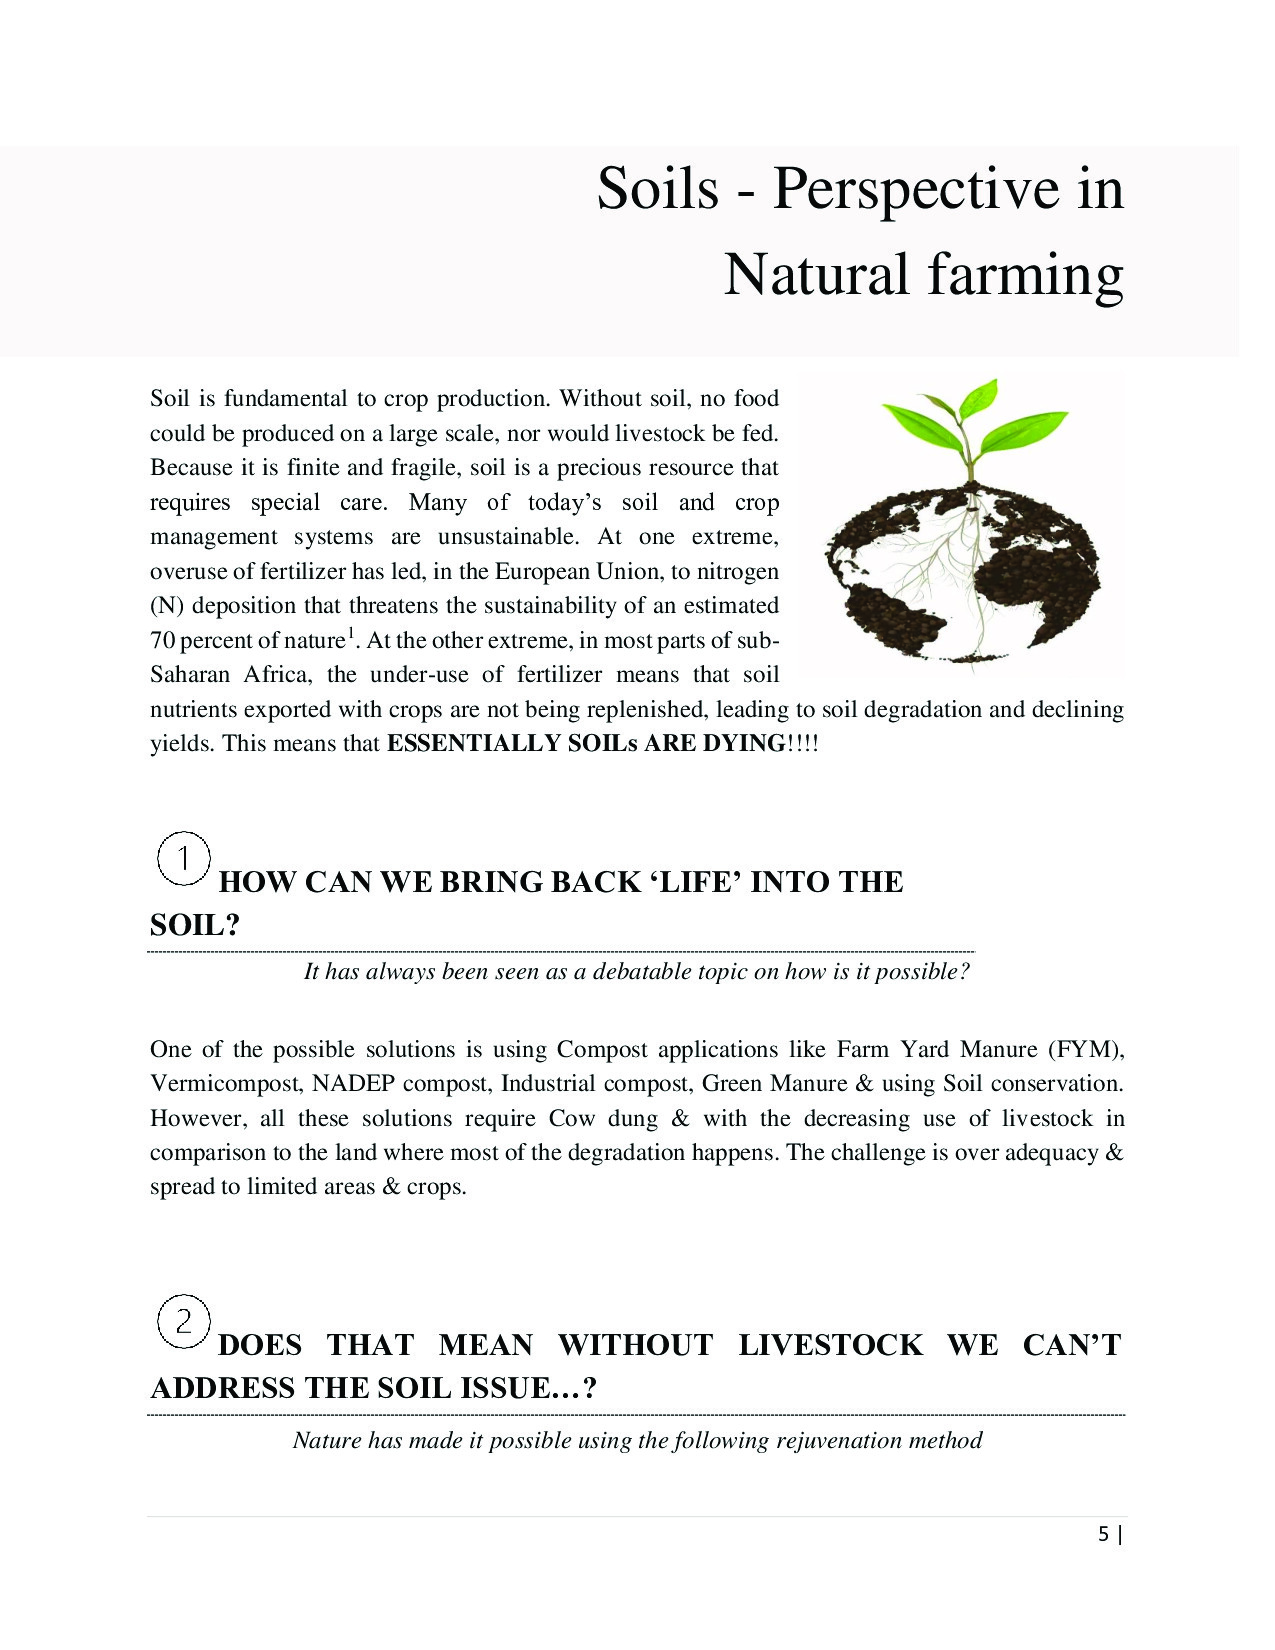 Soils - Perspective in
Natural farming
Soil is fundamental to crop production. Without soil, no food
could be produced on a large scale, nor would livestock be fed.
Because it is finite and fragile, soil is a precious resource that
requires special care. Many of today’s soil and crop
management systems are unsustainable. At one extreme,
overuse of fertilizer has led, in the European Union, to nitrogen
(N) deposition that threatens the sustainability of an estimated
70 percent of nature¹. At the other extreme, in most parts of sub-
Saharan Africa, the under-use of fertilizer means that soil
nutrients exported with crops are not being replenished, leading to soil degradation and declining
yields. This means that ESSENTIALLY SOILs ARE DYING!!!!
① HOW CAN WE BRING BACK ‘LIFE’ INTO THE
SOIL?
It has always been seen as a debatable topic on how is it possible?
One of the possible solutions is using Compost applications like Farm Yard Manure (FYM),
Vermicompost, NADEP compost, Industrial compost, Green Manure & using Soil conservation.
However, all these solutions require Cow dung & with the decreasing use of livestock in
comparison to the land where most of the degradation happens. The challenge is over adequacy &
spread to limited areas & crops.
② DOES THAT MEAN WITHOUT LIVESTOCK WE CAN’T
ADDRESS THE SOIL ISSUE…?
Nature has made it possible using the following rejuvenation method
5 |